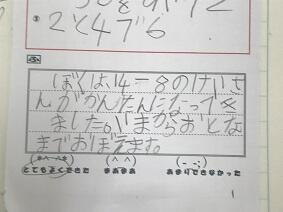 ③
2と4で6
ぼくは14-8のけいさ
んがかんたんになってき
ました。いまからおとな
までおぼえます。
(*^-^*) (^ ^) (- -;)
とてもよくできた まあまあ あまりできなかった